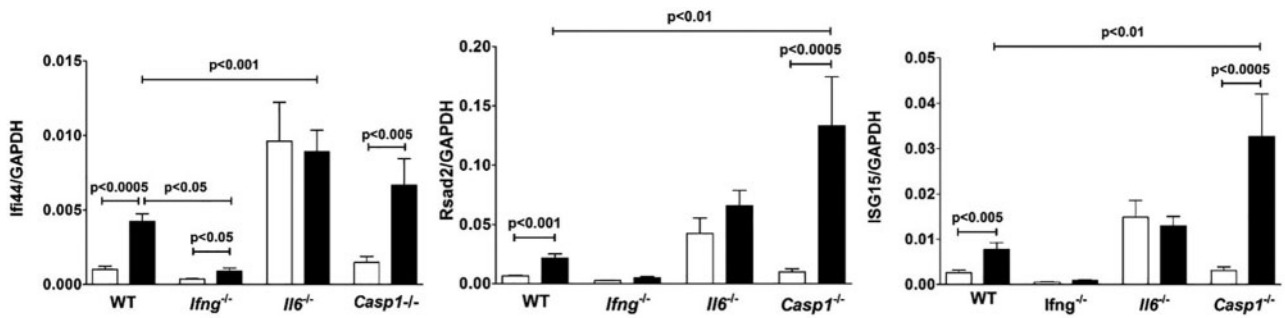 Ifi44/GAPDH
0.015
0.010
0.005
0.000
p<0.001
p<0.0005
p<0.05
p<0.05
p<0.005
WT
Ifng-/-
Il6-/-
Casp1-/-
Rsad2/GAPDH
0.20
0.15
0.10
0.05
0.00
p<0.01
p<0.0005
p<0.001
WT
Ifng-/-
Il6-/-
Casp1-/-
ISG15/GAPDH
0.05
0.04
0.03
0.02
0.01
0.00
p<0.01
p<0.0005
p<0.005
WT
Ifng-/-
Il6-/-
Casp1-/-